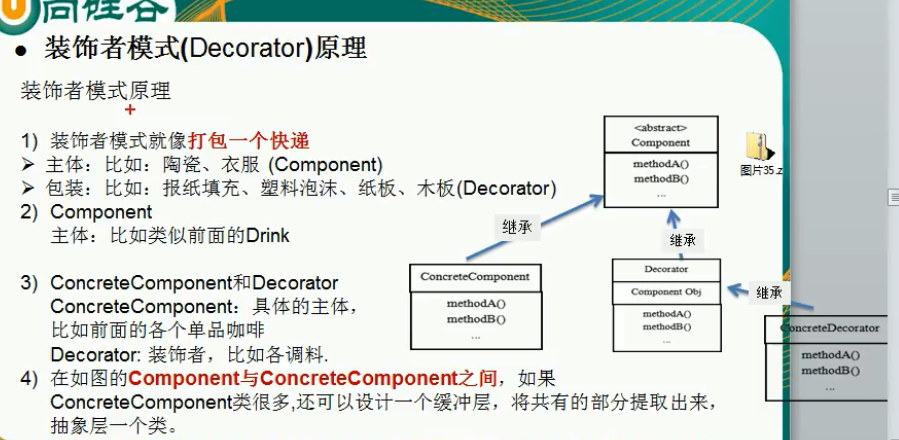 尚硅谷
装饰者模式(Decorator)原理
装饰者模式原理
1) 装饰者模式就像打包一个快递
主体：比如：陶瓷、衣服 (Component)
包装：比如：报纸填充、塑料泡沫、纸板、木板(Decorator)
2) Component
主体：比如类似前面的Drink
3) ConcreteComponent和Decorator
ConcreteComponent：具体的主体，
比如前面的各个单品咖啡
Decorator: 装饰者，比如各调料.
4) 在如图的Component与ConcreteComponent之间，如果
ConcreteComponent类很多,还可以设计一个缓冲层，将共有的部分提取出来，
抽象层一个类。
<abstract>
Component
methodA()
methodB()
...
图片35.z
继承
继承
继承
ConcreteComponent
methodA()
methodB()
...
Decorator
Component Obj
methodA()
methodB()
...
ConcreteDecorator
methodA()
methodB()
...